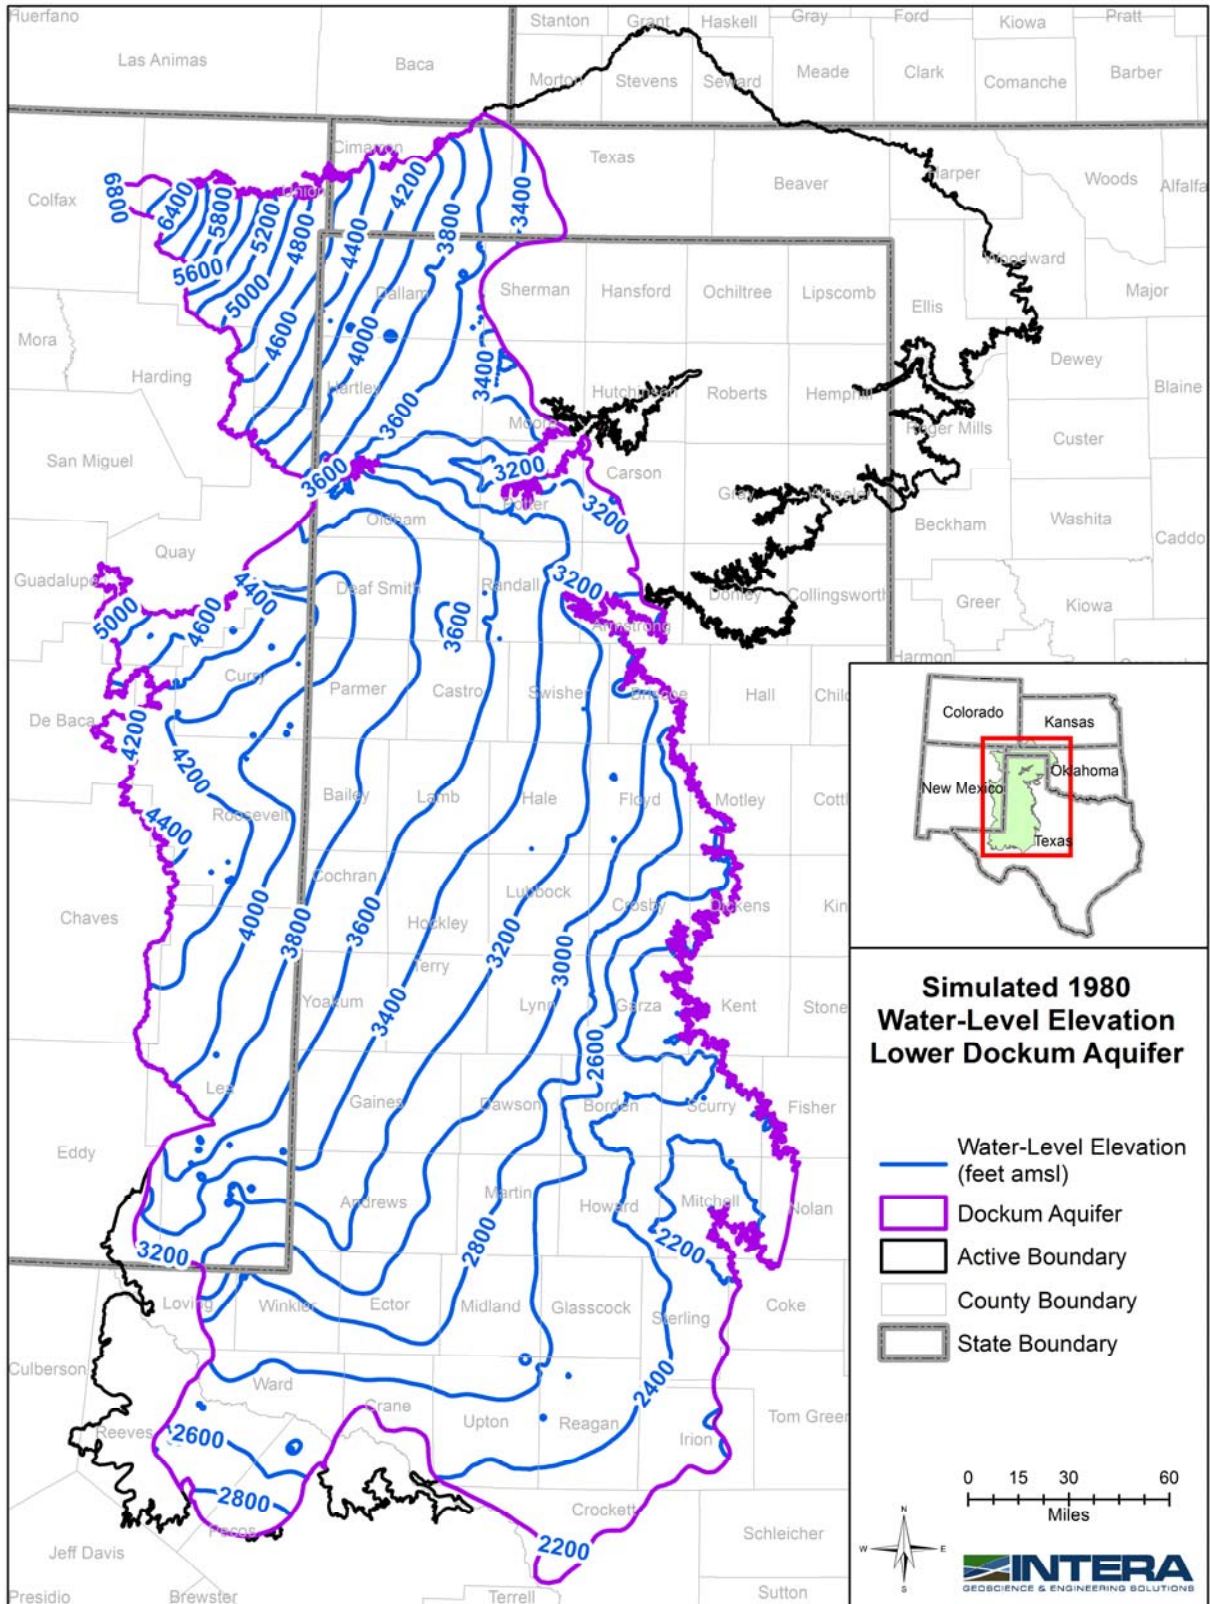 Huerfano
Stanton
Grant
Haskell
Gray
Ford
Kiowa
Pratt
Las Animas
Baca
Morton
Stevens
Seward
Meade
Clark
Comanche
Barber
Cimarron
Texas
Beaver
Harper
Woods
Alfalfa
Colfax
6800
6400
5800
5200
4800
Union
4400
4200
3800
3400
5600
5000
4600
4000
Dallam
Sherman
Hansford
Ochiltree
Lipscomb
Ellis
Woodward
Major
Mora
Harding
Hartley
3600
3400
Moore
Hutchinson
Roberts
Hemphill
Roger Mills
Dewey
Blaine
Custer
San Miguel
3600
3200
Potter
Carson
3200
Gray
Wheeler
Beckham
Washita
Caddo
Oldham
Quay
Guadalupe
4400
5000
4600
Deaf Smith
3600
Randall
3200
Armstrong
Donley
Collingsworth
Greer
Kiowa
Harmon
Curry
Parmer
Castro
Swisher
Briscoe
Hall
De Baca
4200
4200
Bailey
Lamb
Hale
Floyd
Motley
4400
Roosevelt
Cochran
Lubbock
Crosby
Dickens
Chaves
4000
3800
3600
Hockley
3200
3000
Terry
Yoakum
3400
Lynn
Garza
Kent
2600
Lea
Gaines
Dawson
Borden
Scurry
Fisher
Eddy
Andrews
Martin
Howard
Mitchell
Nolan
3200
2800
2200
Loving
Winkler
Ector
Midland
Glasscock
Sterling
Coke
Culberson
Ward
Crane
Upton
Reagan
2400
Irion
Tom Green
Reeves
2600
2800
Pecos
Crockett
2200
Schleicher
Jeff Davis
Presidio
Brewster
Terrell
Sutton
Colorado
Kansas
New Mexico
Oklahoma
Texas
Simulated 1980
Water-Level Elevation
Lower Dockum Aquifer
Water-Level Elevation
(feet amsl)
Dockum Aquifer
Active Boundary
County Boundary
State Boundary
0 15 30 60
Miles
N
W E
S
INTERA
GEOSCIENCE & ENGINEERING SOLUTIONS